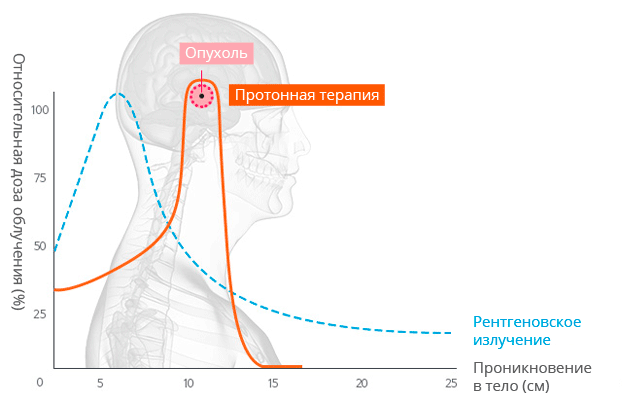 Опухоль
Протонная терапия
Относительная доза облучения (%)
100
75
50
25
0
5
10
15
20
25
Рентгеновское
излучение
Проникновение
в тело (см)